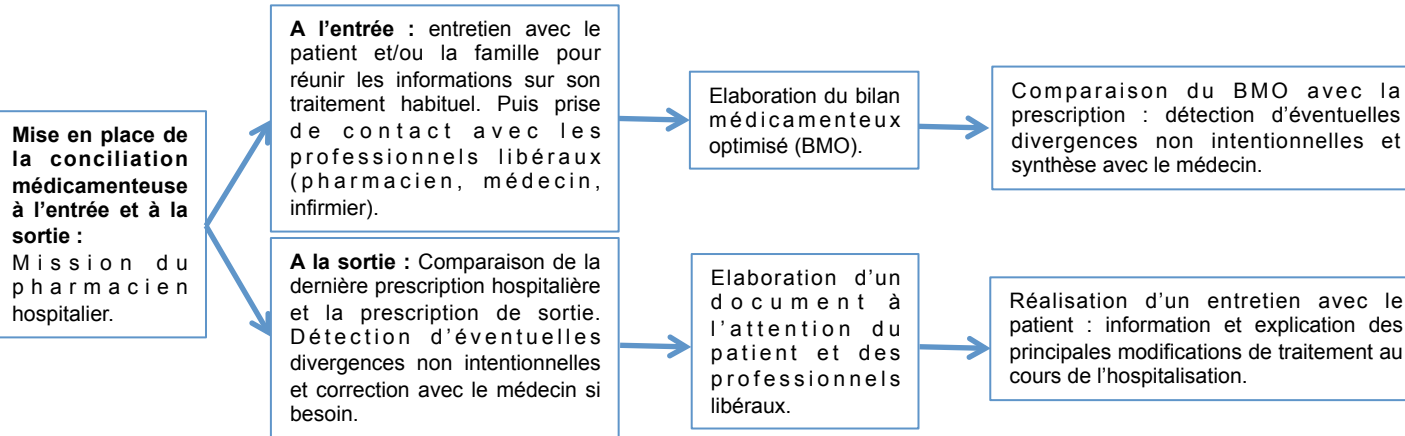 Mise en place de
la conciliation
médicamenteuse
à l’entrée et à la
sortie :
Mission du
pharmacien
hospitalier.
A l’entrée : entretien avec le
patient et/ou la famille pour
réunir les informations sur son
traitement habituel. Puis prise
de contact avec les
professionnels libéraux
(pharmacien, médecin,
infirmier).
Elaboration du bilan
médicamenteux
optimisé (BMO).
Comparaison du BMO avec la
prescription : détection d’éventuelles
divergences non intentionnelles et
synthèse avec le médecin.
A la sortie : Comparaison de la
dernière prescription hospitalière
et la prescription de sortie.
Détection d’éventuelles
divergences non intentionnelles
et correction avec le médecin si
besoin.
Elaboration d’un
document à
l’attention du
patient et des
professionnels
libéraux.
Réalisation d’un entretien avec le
patient : information et explication des
principales modifications de traitement au
cours de l’hospitalisation.